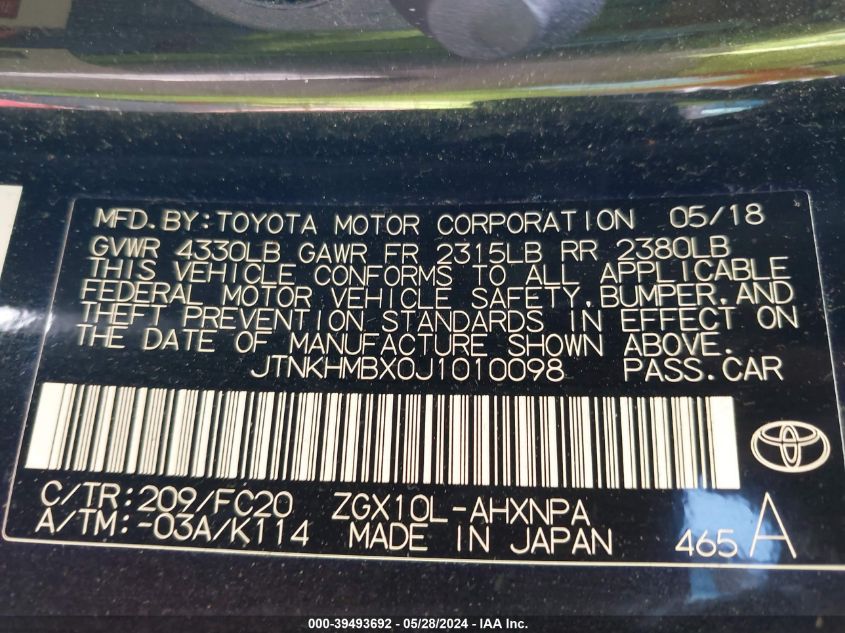 MFD.BY:TOYOTA MOTOR CORPORATION 05/18
GVWR 4330LB GAWR FR 2315LB RR 2380LB
THIS VEHICLE CONFORMS TO ALL APPLICABLE
FEDERAL MOTOR VEHICLE SAFETY,BUMPER,AND
THEFT PREVENTION STANDARDS IN EFFECT ON
THE DATE OF MANUFACTURE SHOWN ABOVE.
JTNKHMBX0J1010098 PASS.CAR
C/TR:209/FC20 ZGX10L-AHXNPA
A/TM:-03A/K114 MADE IN JAPAN 465 A
000-39493692 / 05/28/2024 - Copyright IAA, Inc.